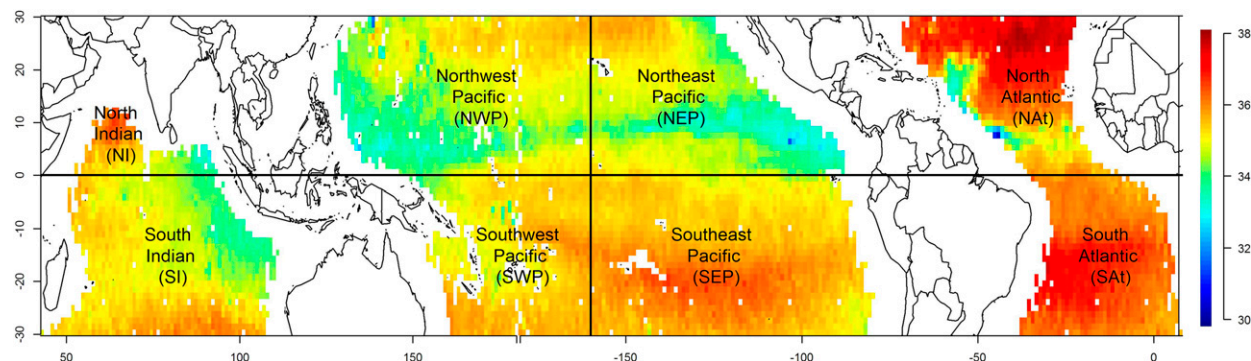 30
20
10
0
-10
-20
-30
50
100
150
-150
-100
-50
0
North
Indian
(NI)
South
Indian
(SI)
Northwest
Pacific
(NWP)
Northeast
Pacific
(NEP)
North
Atlantic
(NAt)
Southwest
Pacific
(SWP)
Southeast
Pacific
(SEP)
South
Atlantic
(SAt)
38
36
34
32
30